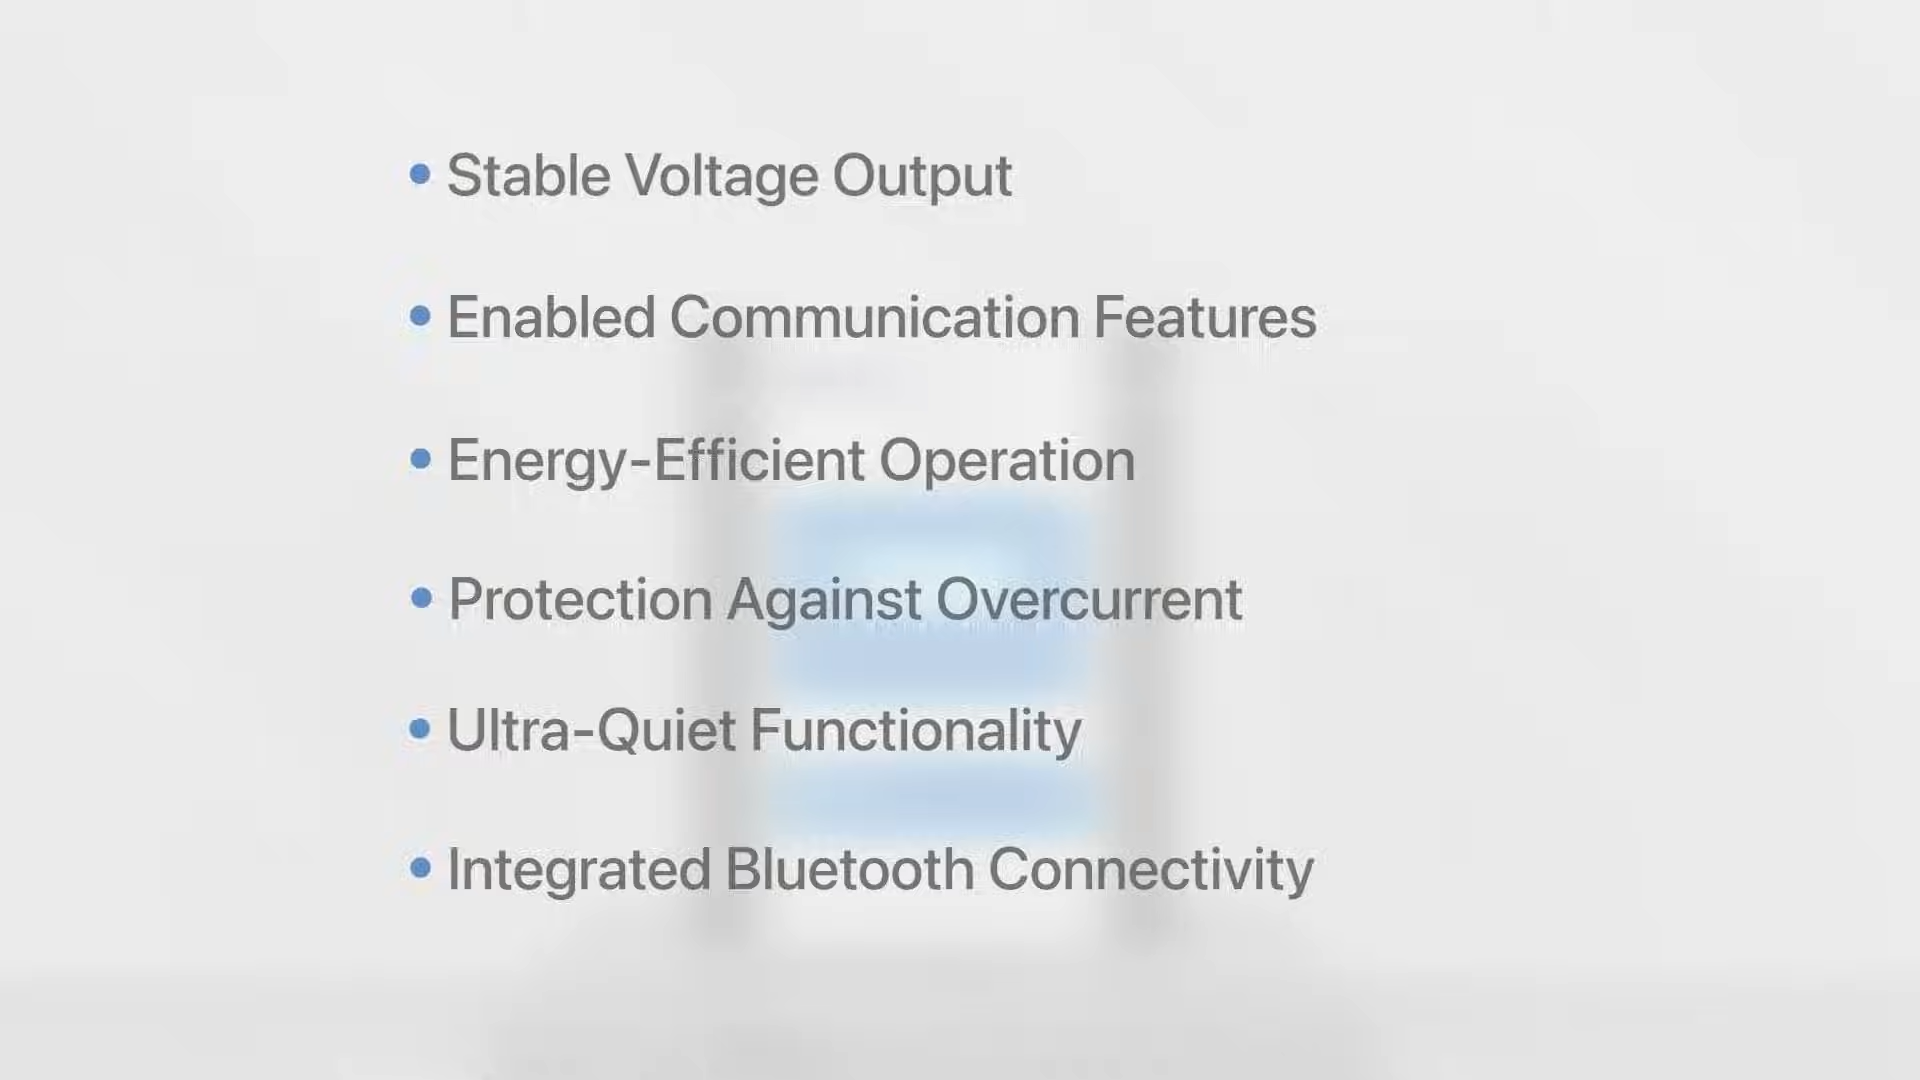 • Stable Voltage Output
• Enabled Communication Features
• Energy-Efficient Operation
• Protection Against Overcurrent
• Ultra-Quiet Functionality
• Integrated Bluetooth Connectivity